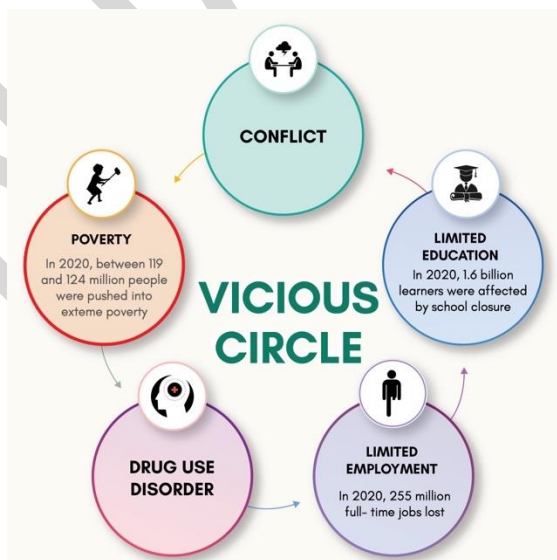 CONFLICT
POVERTY
In 2020, between 119
and 124 million people
were pushed into
exteme poverty
LIMITED
EDUCATION
In 2020, 1.6 billion
learners were affected
by school closure
VICIOUS
CIRCLE
DRUG USE
DISORDER
LIMITED
EMPLOYMENT
In 2020, 255 million
full- time jobs lost